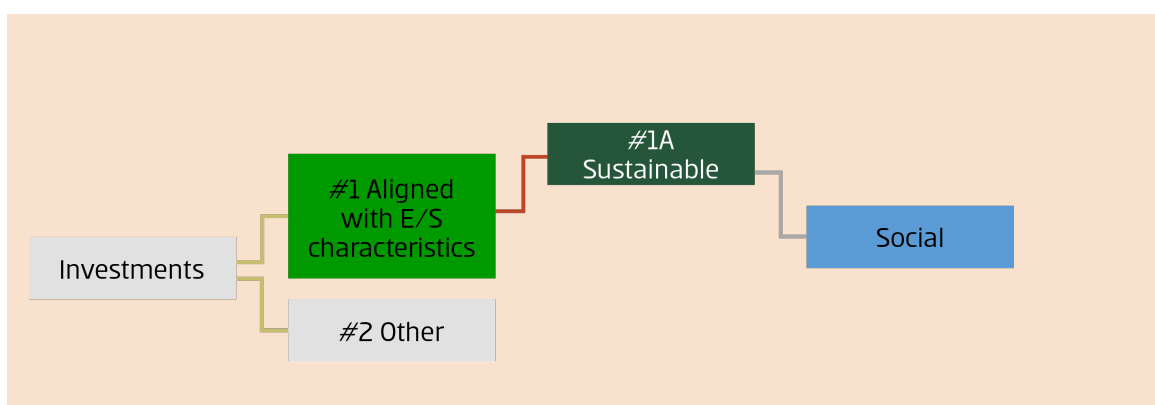 #1A
Sustainable
#1 Aligned
with E/S
characteristics
Social
Investments
#2 Other